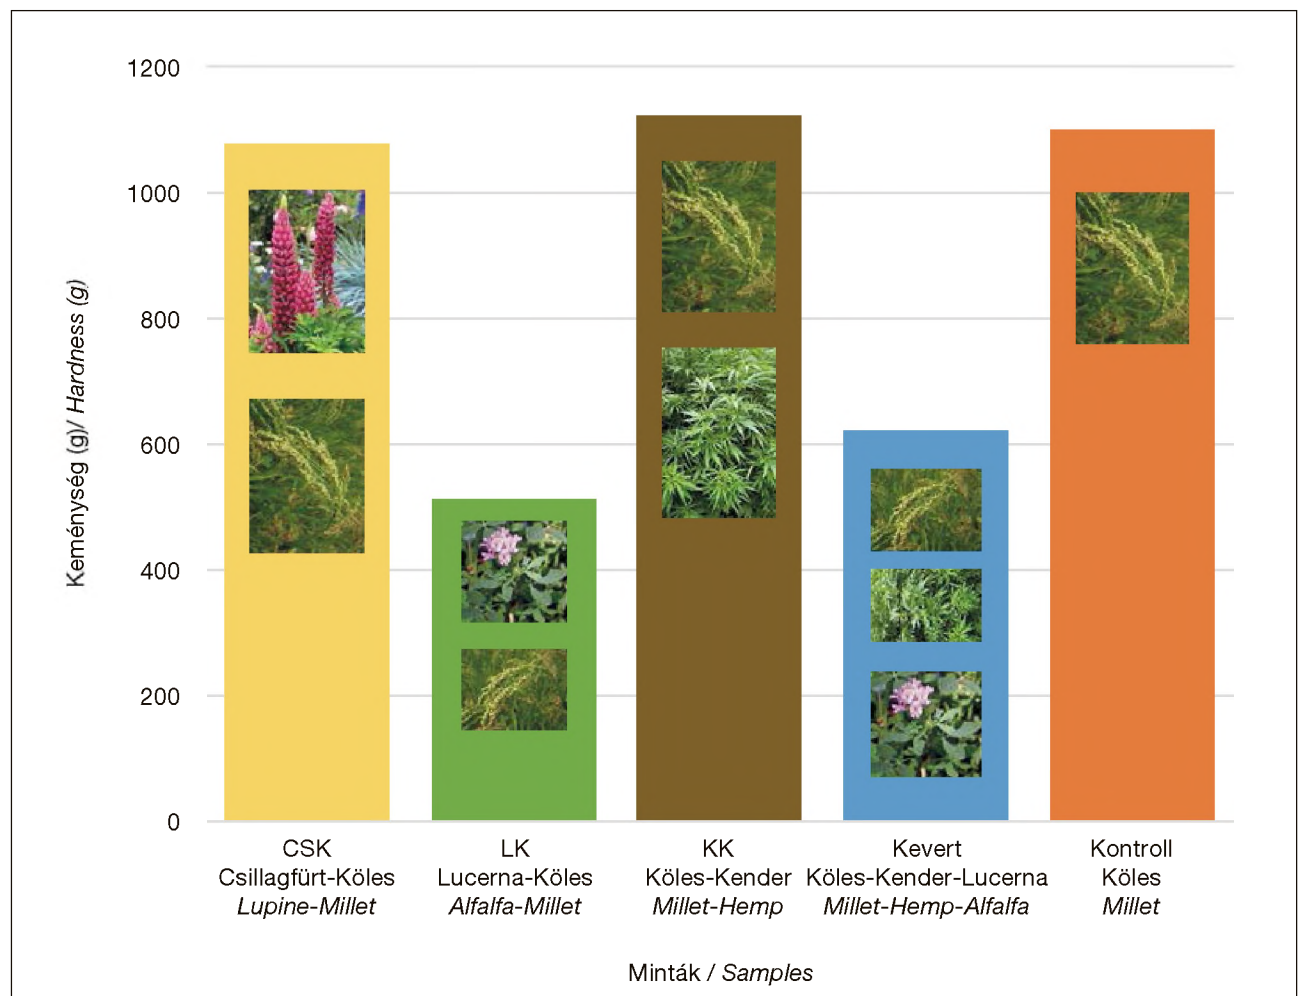 1200
1000
800
600
400
200
0
Keménység (g)/ Hardness (g)
CSK
Csillagfürt-Köles
Lupine-Millet
LK
Lucerna-Köles
Alfalfa-Millet
KK
Köles-Kender
Millet-Hemp
Kevert
Köles-Kender-Lucerna
Millet-Hemp-Alfalfa
Kontroll
Köles
Millet
Minták / Samples